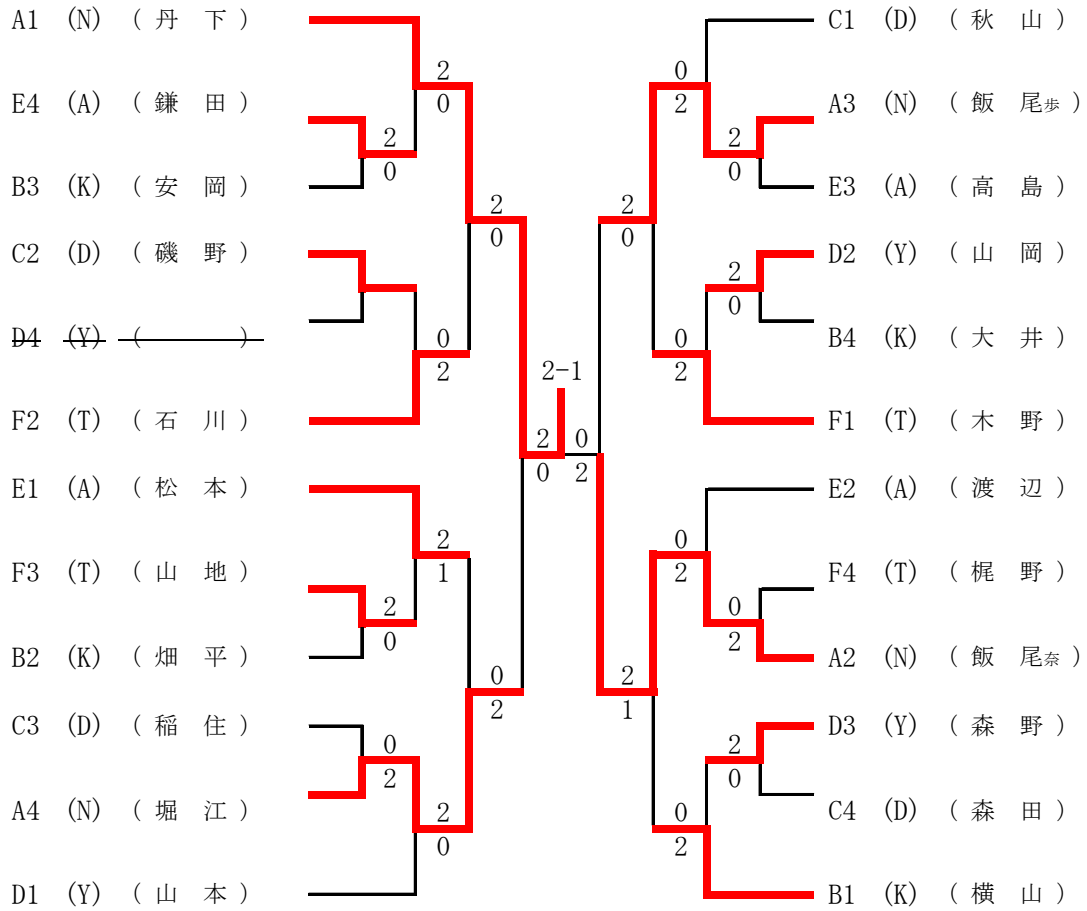 A1 (N) ( 丹 下 )
E4 (A) ( 鎌 田 )
B3 (K) ( 安 岡 )
C2 (D) ( 磯 野 )
D4 (Y) ( )
F2 (T) ( 石 川 )
E1 (A) ( 松 本 )
F3 (T) ( 山 地 )
B2 (K) ( 畑 平 )
C3 (D) ( 稲 住 )
A4 (N) ( 堀 江 )
D1 (Y) ( 山 本 )
2
0
2
0
0
2
2
1
2
0
0
2
2
0
2
0
0
2
2
0
2-1
0
2
2
0
2
1
0
2
0
2
0
2
0
2
2
0
2
0
0
2
2
0
C1 (D) ( 秋 山 )
A3 (N) ( 飯 尾歩 )
E3 (A) ( 高 島 )
D2 (Y) ( 山 岡 )
B4 (K) ( 大 井 )
F1 (T) ( 木 野 )
E2 (A) ( 渡 辺 )
F4 (T) ( 梶 野 )
A2 (N) ( 飯 尾奈 )
D3 (Y) ( 森 野 )
C4 (D) ( 森 田 )
B1 (K) ( 横 山 )